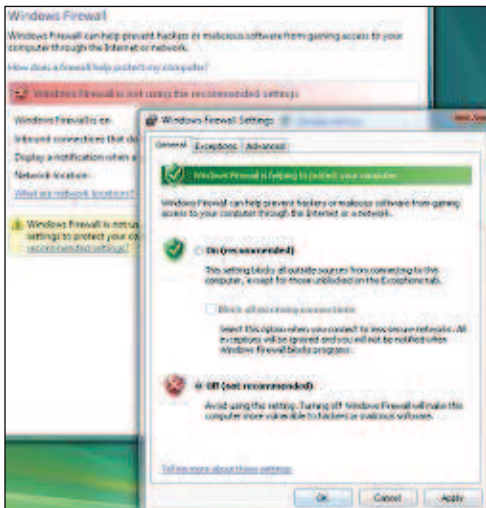 Windows Firewall
Windows Firewall can help prevent hackers or malicious software from gaining access to your
computer through the Internet or network.
How does a firewall help protect my computer?
Windows Firewall is not using the recommended settings
Windows Firewall is on
Inbound connections that do
Display a notification when a
Network location
What are network locations?
Windows Firewall is not us
settings to protect your co
recommended settings?
Windows Firewall Settings
General Exceptions Advanced
Windows Firewall is helping to protect your computer
Windows Firewall can help prevent hackers or malicious software from gaining
access to your computer through the Internet or a network.
On (recommended)
This setting blocks all outside sources from connecting to this
computer, except for those unblocked on the Exceptions tab.
Block all incoming connections
Select this option when you connect to less secure networks. All
exceptions will be ignored and you will not be notified when
Windows Firewall blocks programs.
Off (not recommended)
Avoid using this setting. Turning off Windows Firewall will make this
computer more vulnerable to hackers or malicious software.
Tell me more about these settings
OK Cancel Apply